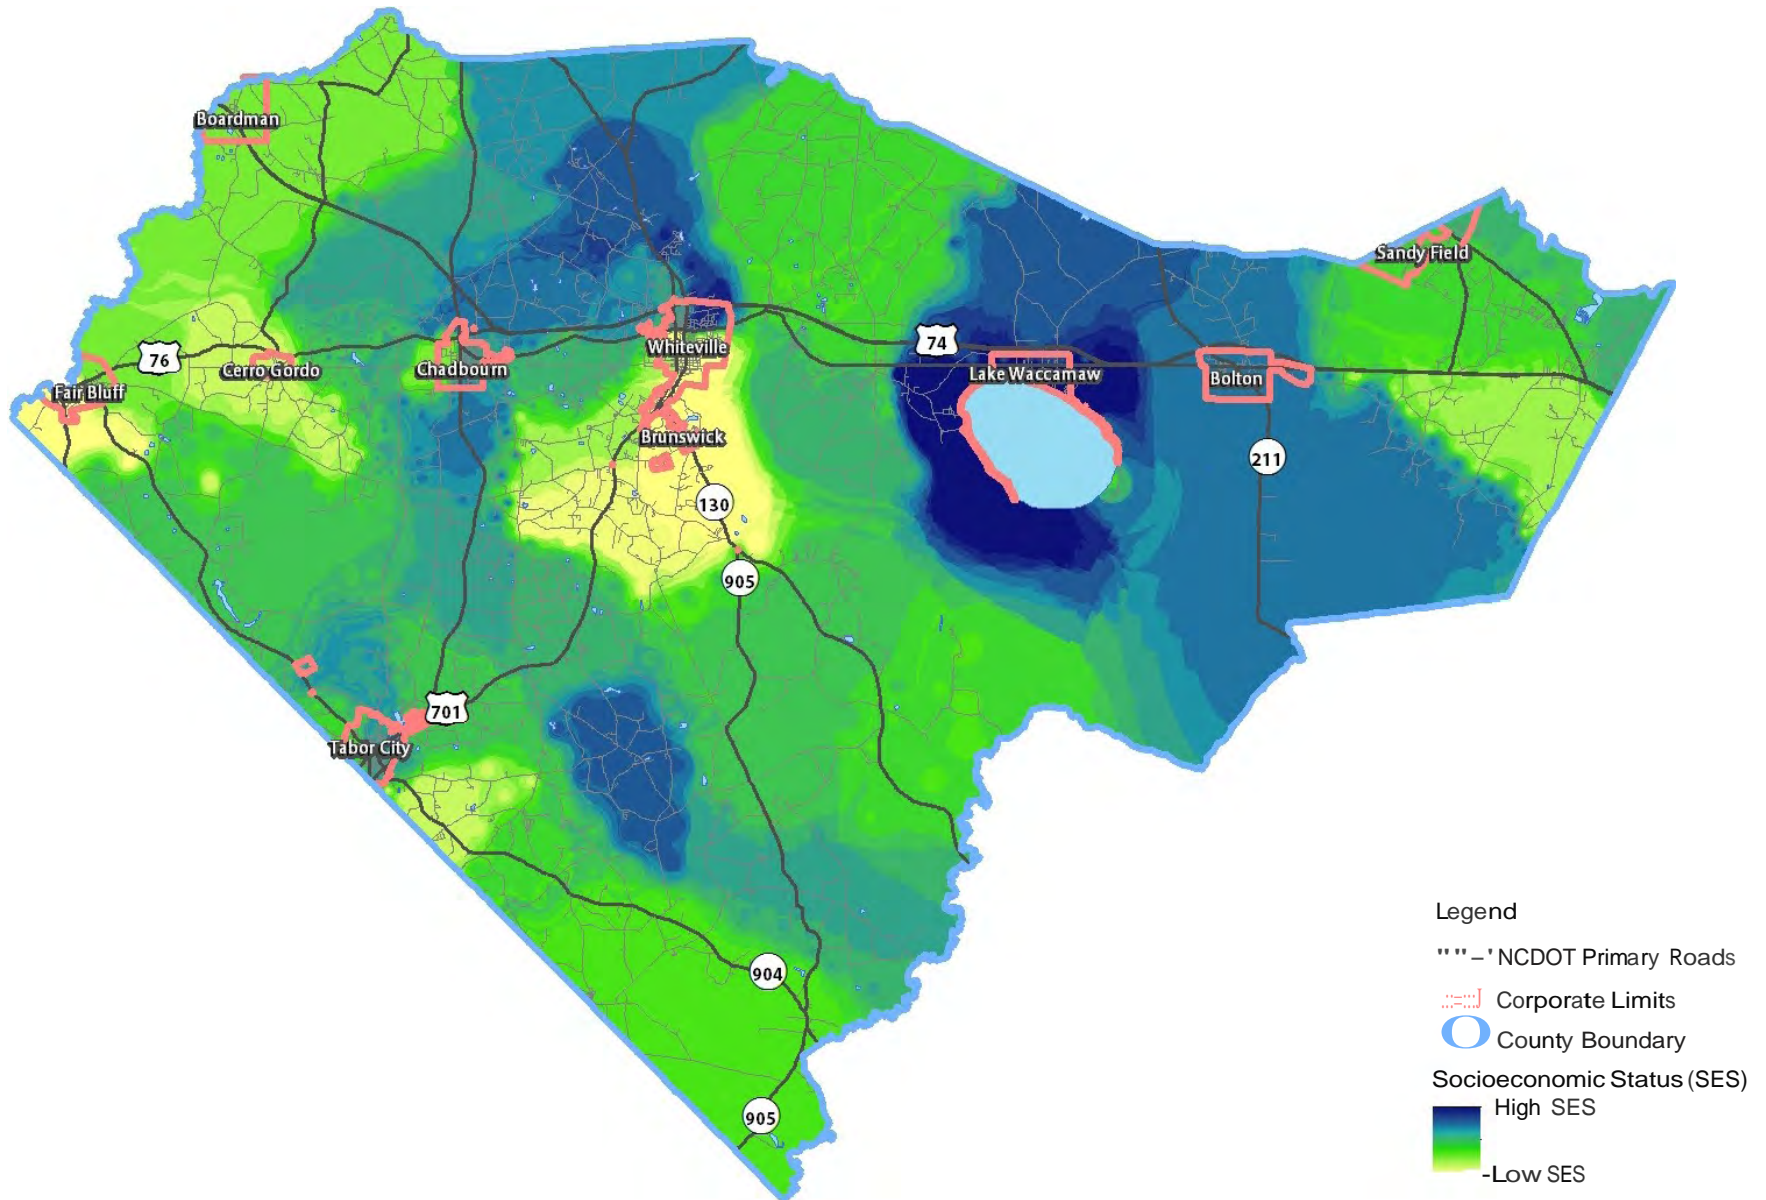 Boardman
Sandy Field
76
Cerro Gordo
Chadbourn
Whiteville
74
Lake Waccamaw
Bolton
Fair Bluff
Brunswick
211
130
905
701
Tabor City
904
905
Legend
NCDOT Primary Roads
Corporate Limits
County Boundary
Socioeconomic Status (SES)
High SES
-Low SES